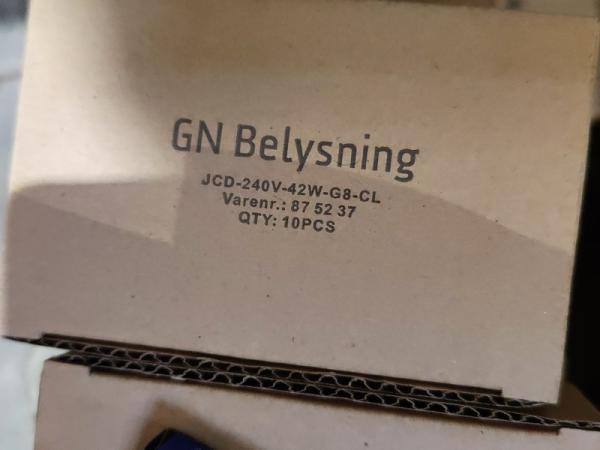 GN Belysning
JCD-240V-42W-G8-CL
Varenr.: 87 52 37
QTY: 10PCS